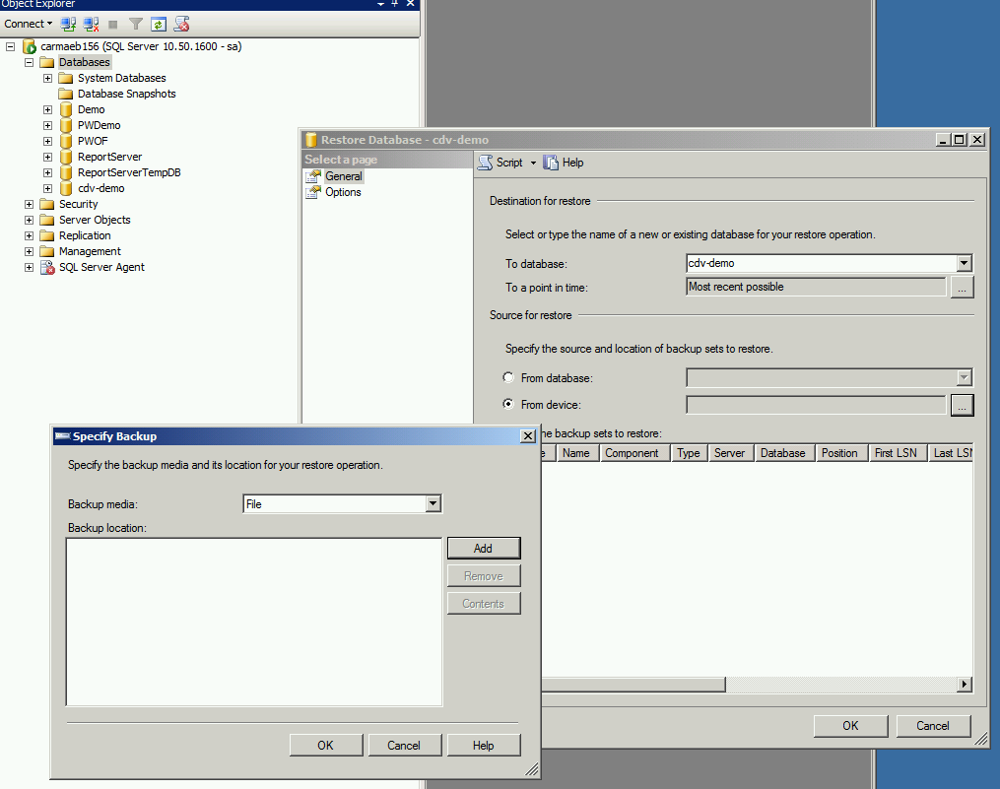 Object Explorer
Connect
carmaeb156 (SQL Server 10.50.1600 - sa)
Databases
System Databases
Database Snapshots
Demo
PWDemo
PWOF
ReportServer
ReportServerTempDB
cdv-demo
Security
Server Objects
Replication
Management
SQL Server Agent
Restore Database - cdv-demo
Select a page
General
Options
Script Help
Destination for restore
Select or type the name of a new or existing database for your restore operation.
To database: cdv-demo
To a point in time: Most recent possible ...
Source for restore
Specify the source and location of backup sets to restore.
From database:
From device: ...
the backup sets to restore:
e Name Component Type Server Database Position First LSN Last LSN
OK Cancel
Specify Backup
Specify the backup media and its location for your restore operation.
Backup media: File
Backup location:
Add
Remove
Contents
OK Cancel Help